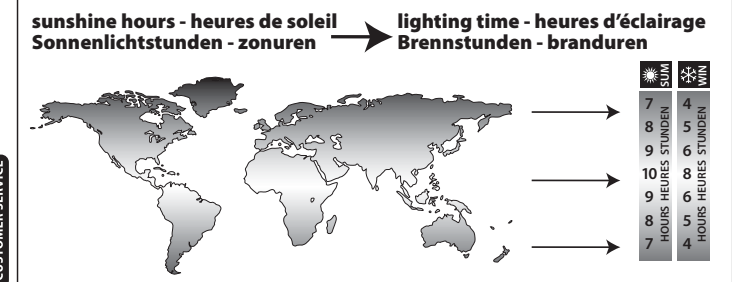 sunshine hours - heures de soleil
Sonnenlichtstunden - zonuren
lighting time - heures d'éclairage
Brennstunden - branduren
SUM WIN
7 4
8 5
9 6
10 8
9 6
8 5
7 4
HOURS HEURES STUNDEN
HOURS HEURES STUNDEN
CUSTOMER SERVICE